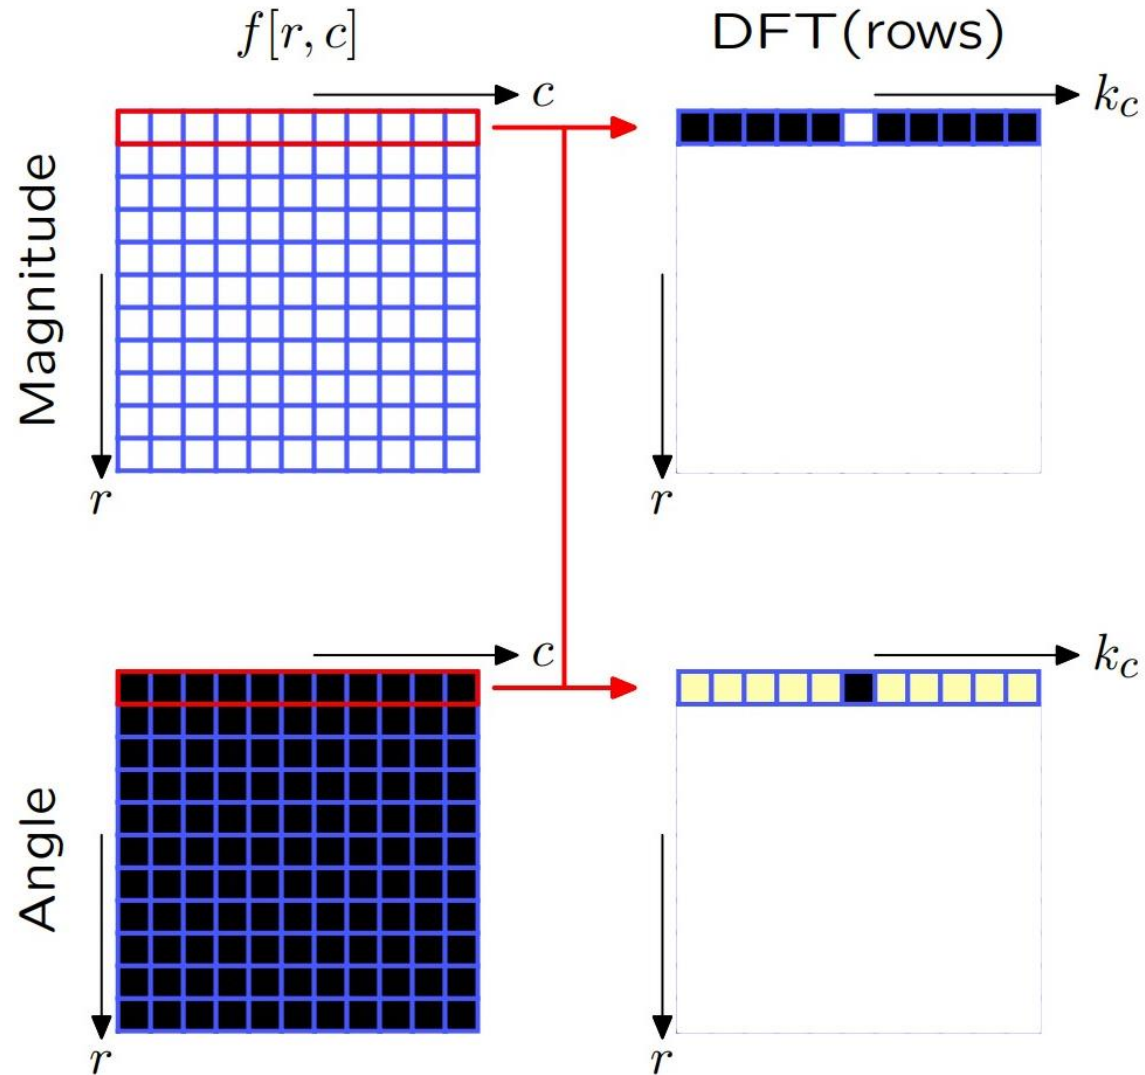 f[r, c]
DFT(rows)
c
k_c
Magnitude
r
r
c
k_c
Angle
r
r